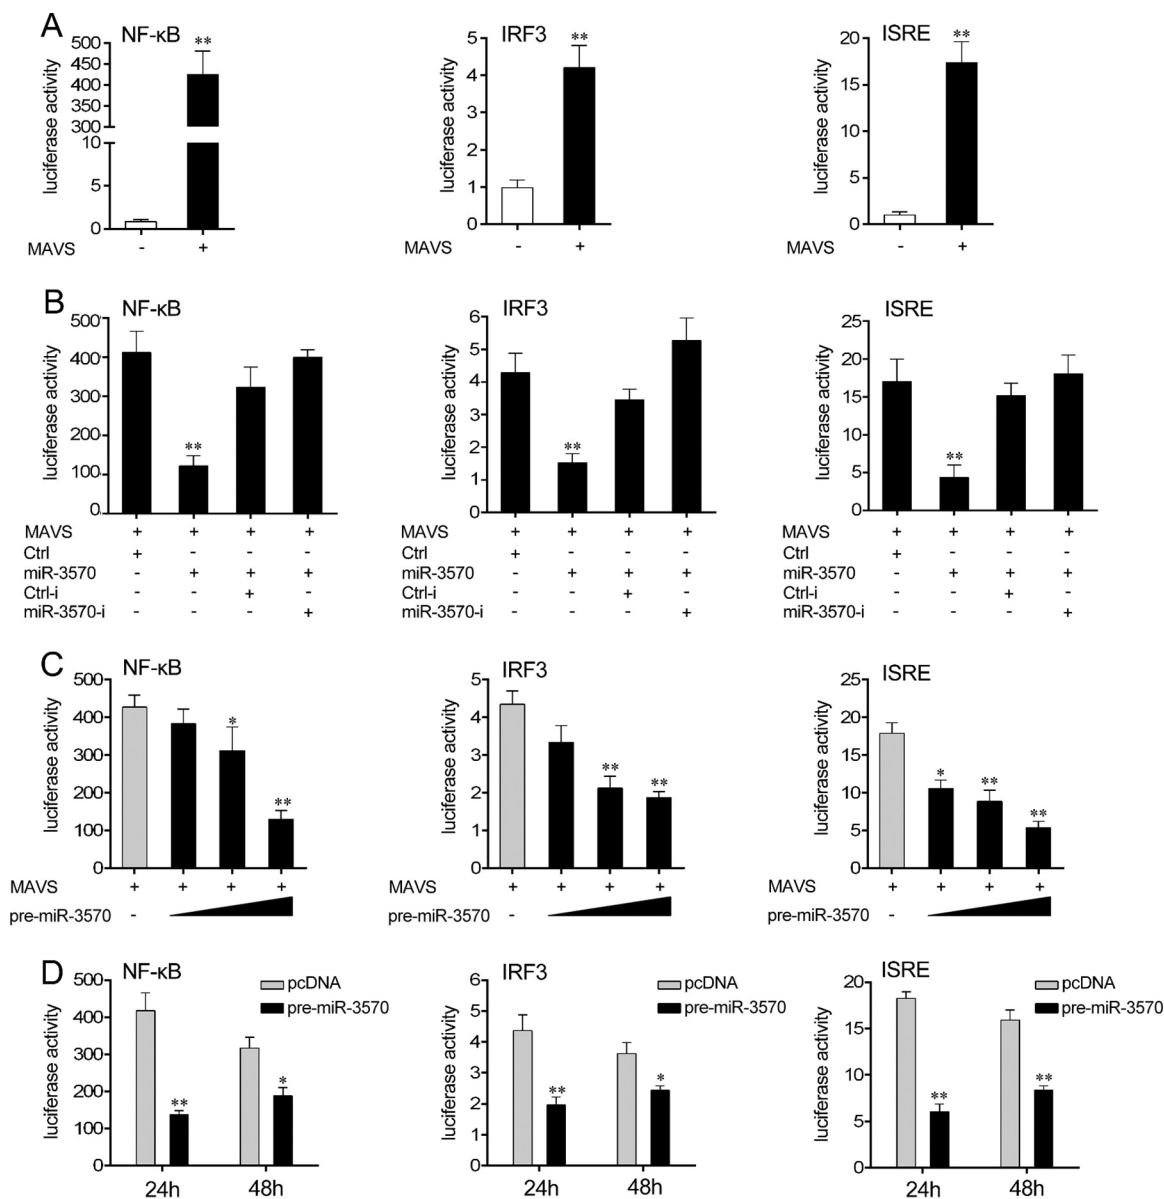 A
NF-κB
IRF3
ISRE
luciferase activity
500
450
400
350
300
10
5
0
**
MAVS
-
+
luciferase activity
5
4
3
2
1
0
**
MAVS
-
+
luciferase activity
20
15
10
5
0
**
MAVS
-
+
B
NF-κB
IRF3
ISRE
luciferase activity
500
400
300
200
100
0
**
MAVS + + + +
Ctrl + - - -
miR-3570 - + + +
Ctrl-i - - + -
miR-3570-i - - - +
luciferase activity
6
5
4
3
2
1
0
**
MAVS + + + +
Ctrl + - - -
miR-3570 - + + +
Ctrl-i - - + -
miR-3570-i - - - +
luciferase activity
25
20
15
10
5
0
**
MAVS + + + +
Ctrl + - - -
miR-3570 - + + +
Ctrl-i - - + -
miR-3570-i - - - +
C
NF-κB
IRF3
ISRE
luciferase activity
500
400
300
200
100
0
*
**
MAVS + + + +
pre-miR-3570 -
luciferase activity
5
4
3
2
1
0
**
**
MAVS + + + +
pre-miR-3570 -
luciferase activity
25
20
15
10
5
0
*
**
**
MAVS + + + +
pre-miR-3570 -
D
NF-κB
IRF3
ISRE
luciferase activity
500
400
300
200
100
0
pcDNA
pre-miR-3570
**
*
24h 48h
luciferase activity
6
5
4
3
2
1
0
pcDNA
pre-miR-3570
**
*
24h 48h
luciferase activity
20
15
10
5
0
pcDNA
pre-miR-3570
**
**
24h 48h